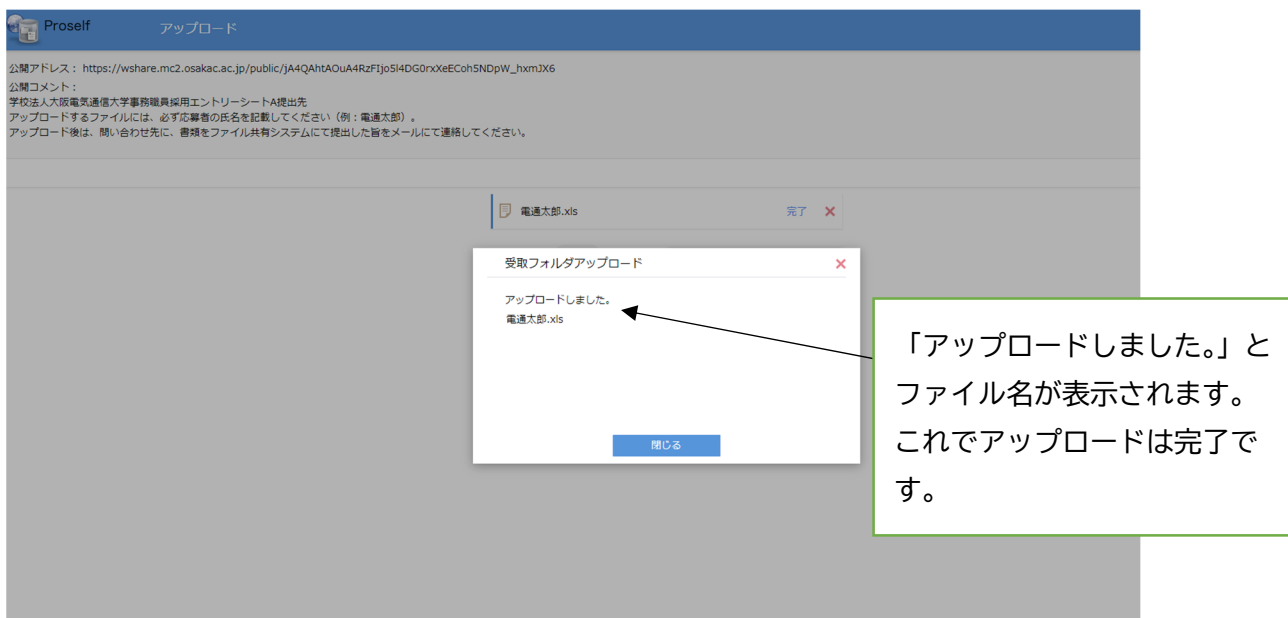 Proself
アップロード
公開アドレス： https://wshare.mc2.osakac.ac.jp/public/jA4QAhtAOuA4RzFIjo5l4DG0rxXeECohSNDpW_hxmJX6
公開コメント：
学校法人大阪電気通信大学事務職員採用エントリーシートA提出先
アップロードするファイルには、必ず応募者の氏名を記載してください（例：電通太郎）。
アップロード後は、問い合わせ先に、書類をファイル共有システムにて提出した旨をメールにて連絡してください。
電通太郎.xls
完了
受取フォルダアップロード
アップロードしました。
電通太郎.xls
閉じる
「アップロードしました。」と
ファイル名が表示されます。
これでアップロードは完了で
す。